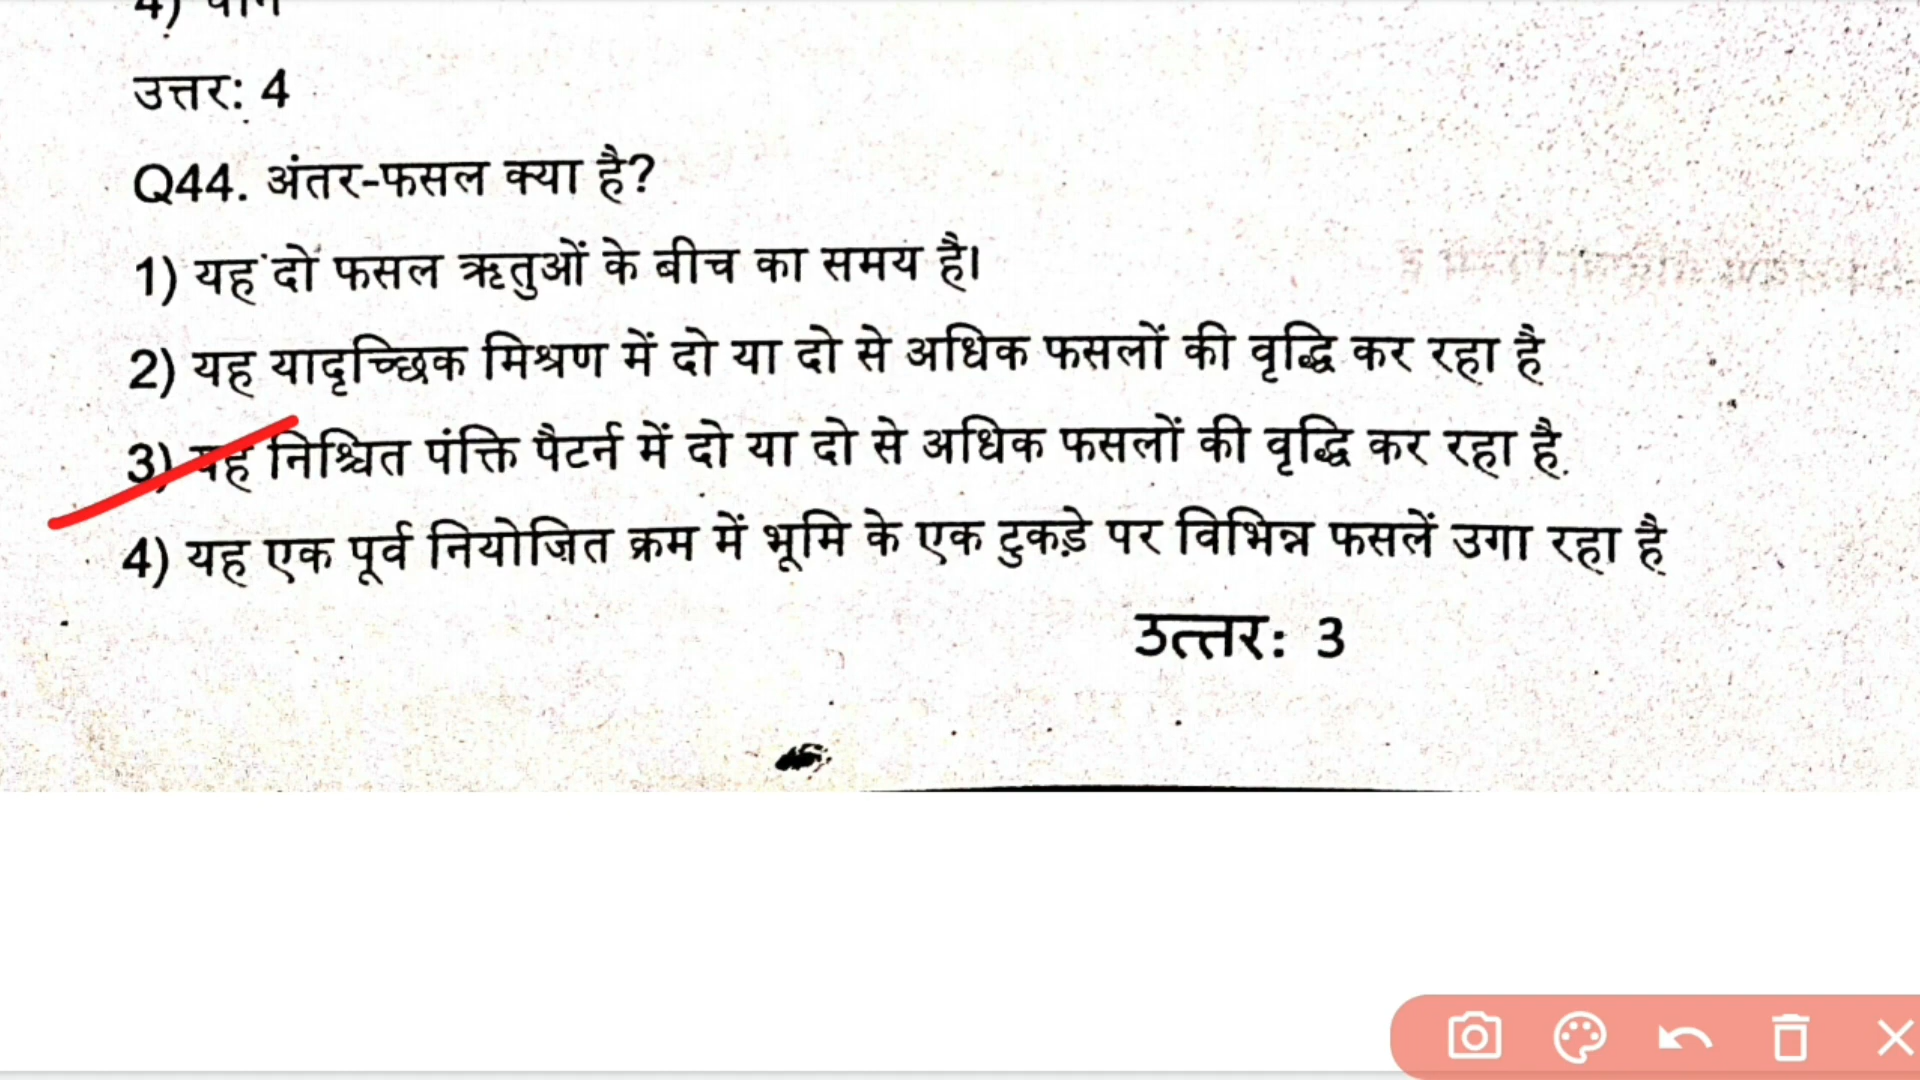 4)
उत्तर: 4
Q44. अंतर-फसल क्या है?
1) यह दो फसल ऋतुओं के बीच का समय है।
2) यह यादृच्छिक मिश्रण में दो या दो से अधिक फसलों की वृद्धि कर रहा है
3) यह निश्चित पंक्ति पैटर्न में दो या दो से अधिक फसलों की वृद्धि कर रहा है.
4) यह एक पूर्व नियोजित क्रम में भूमि के एक टुकड़े पर विभिन्न फसलें उगा रहा है
उत्तर: 3